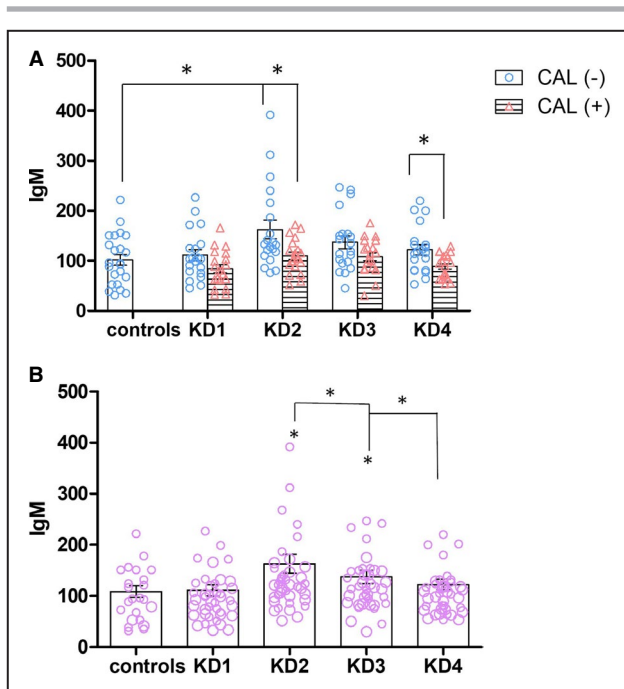 A
500
400
300
200
100
0
IgM
* * *
CAL (-)
CAL (+)
controls KD1 KD2 KD3 KD4
B
500
400
300
200
100
0
IgM
* *
* *
controls KD1 KD2 KD3 KD4